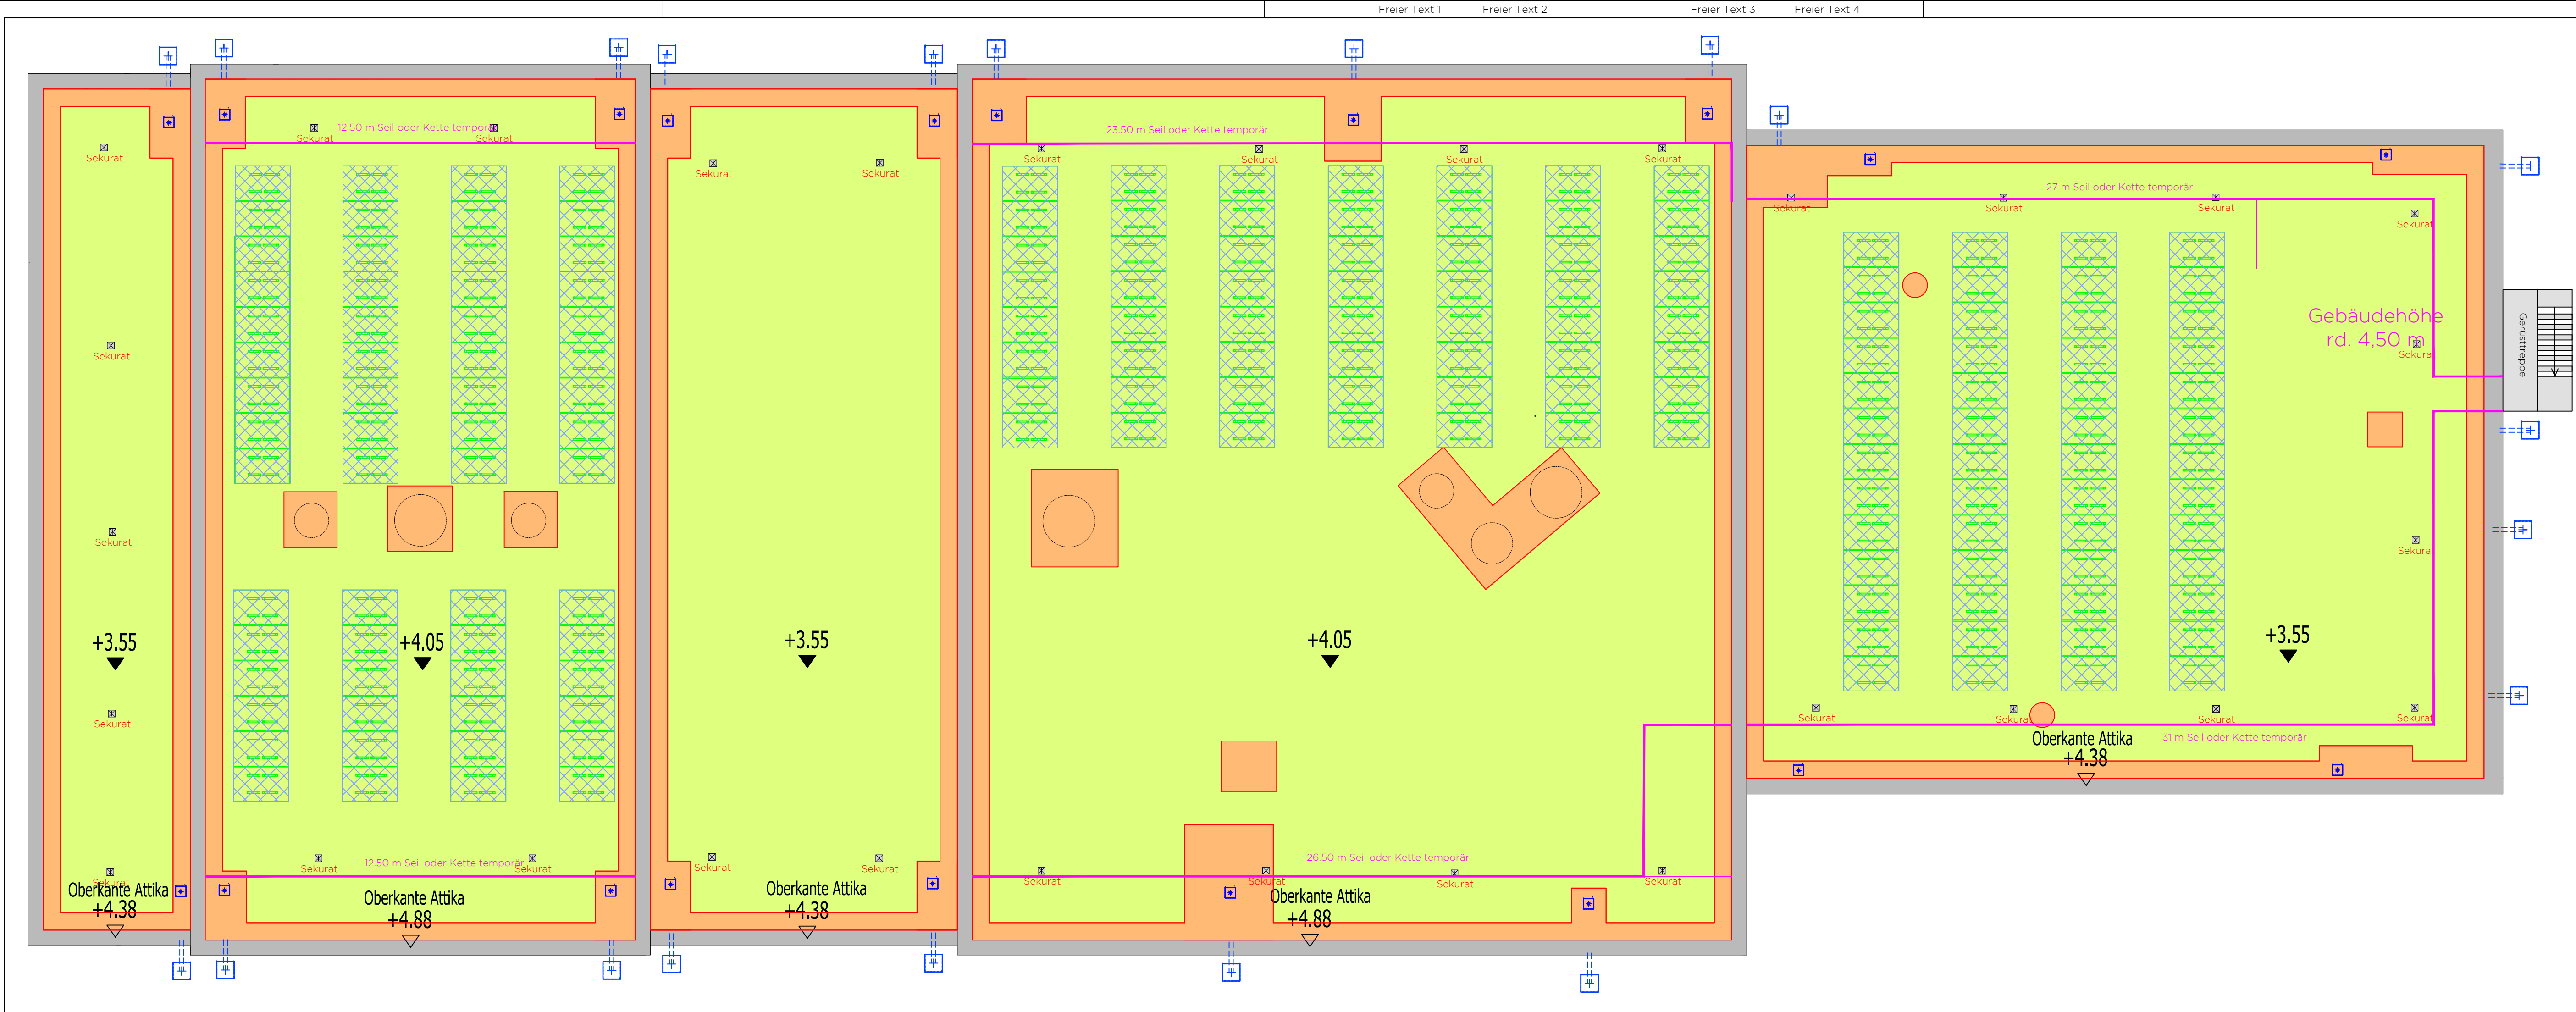 Freier Text 1 Freier Text 2 Freier Text 3 Freier Text 4
12.50 m Seil oder Kette temporär
Sekurat
Sekurat
23.50 m Seil oder Kette temporär
Sekurat
Sekurat
Sekurat
Sekurat
Sekurat
Sekurat
Sekurat
27 m Seil oder Kette temporär
Sekurat
Sekurat
Sekurat
Sekurat
Gebäudehöhe
rd. 4,50 m
Gerüsttreppe
Sekurat
Sekurat
Sekurat
Sekurat
+3.55
+4.05
+3.55
+4.05
+3.55
Sekurat
Sekurat
Sekurat
Sekurat
Sekurat
31 m Seil oder Kette temporär
Oberkante Attika
+4.38
12.50 m Seil oder Kette temporär
Sekurat
Sekurat
Sekurat
Sekurat
26.50 m Seil oder Kette temporär
Sekurat
Sekurat
Sekurat
Sekurat
Sekurat
Oberkante Attika
+4.38
Oberkante Attika
+4.88
Oberkante Attika
+4.38
Oberkante Attika
+4.88